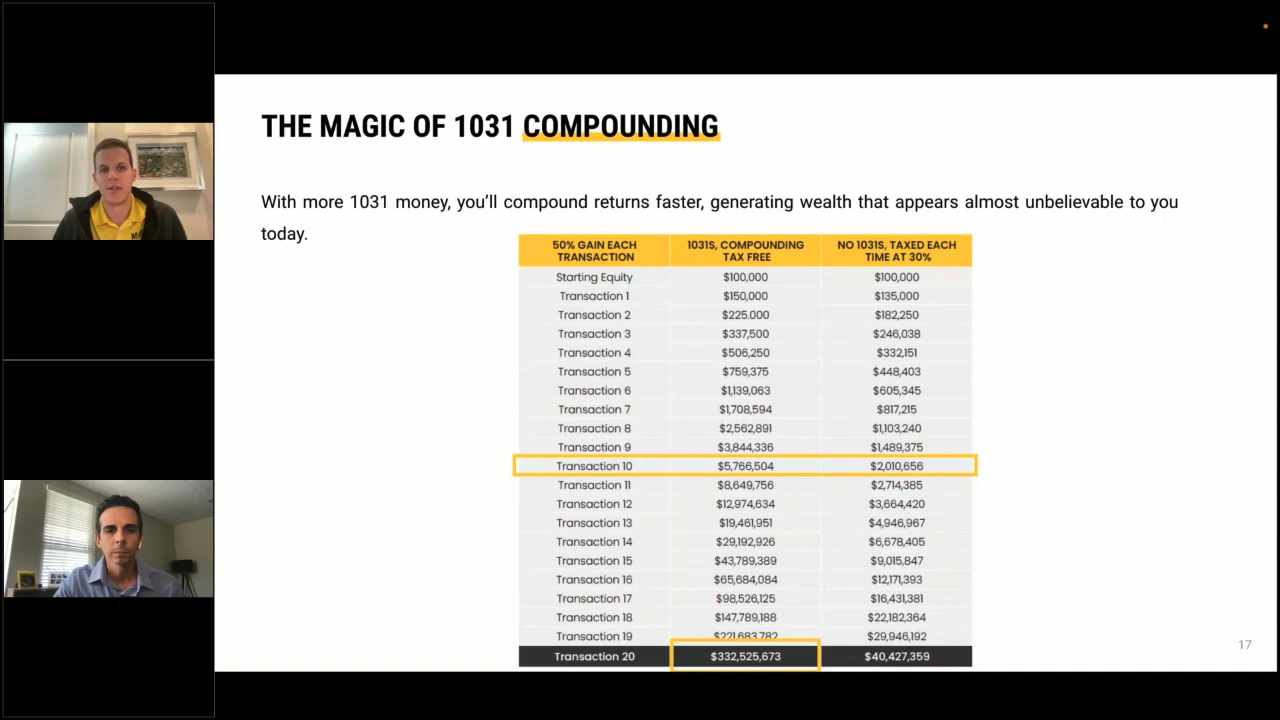 THE MAGIC OF 1031 COMPOUNDING
With more 1031 money, you'll compound returns faster, generating wealth that appears almost unbelievable to you
today.
50% GAIN EACH TRANSACTION 1031S, COMPOUNDING TAX FREE NO 1031S, TAXED EACH TIME AT 30%
Starting Equity $100,000 $100,000
Transaction 1 $150,000 $135,000
Transaction 2 $225.000 $182,250
Transaction 3 $337,500 $246,038
Transaction 4 $506,250 $332,151
Transaction 5 $759,375 $448,403
Transaction 6 $1,139,063 $605,345
Transaction 7 $1,708,594 $817,215
Transaction 8 $2,562,891 $1,103,240
Transaction 9 $3,844,336 $1,489,375
Transaction 10 $5,766,504 $2,010,656
Transaction 11 $8,649,756 $2,714,385
Transaction 12 $12,974,634 $3,664,420
Transaction 13 $19,461,951 $4,946,967
Transaction 14 $29,192,926 $6,678,405
Transaction 15 $43,789,389 $9,015,847
Transaction 16 $65,684,084 $12,171,393
Transaction 17 $98,526,125 $16,431,381
Transaction 18 $147,789,188 $22,182,364
Transaction 19 $221,683,782 $29,946,192
Transaction 20 $332,525,673 $40,427,359
17